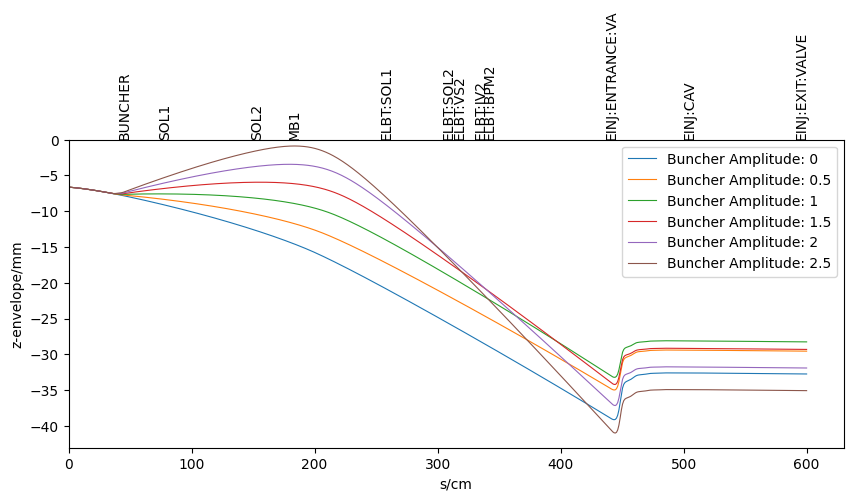 BUNCHER
SOL1
SOL2
MB1
ELBT:SOL1
ELBT:SOL2
ELBT:VS2
ELBT:IV2
ELBT:BPM2
EINJ:ENTRANCE:VA
EINJ:CAV
EINJ:EXIT:VALVE
0
−5
−10
−15
−20
−25
−30
−35
−40
z-envelope/mm
Buncher Amplitude: 0
Buncher Amplitude: 0.5
Buncher Amplitude: 1
Buncher Amplitude: 1.5
Buncher Amplitude: 2
Buncher Amplitude: 2.5
0
100
200
300
400
500
600
s/cm